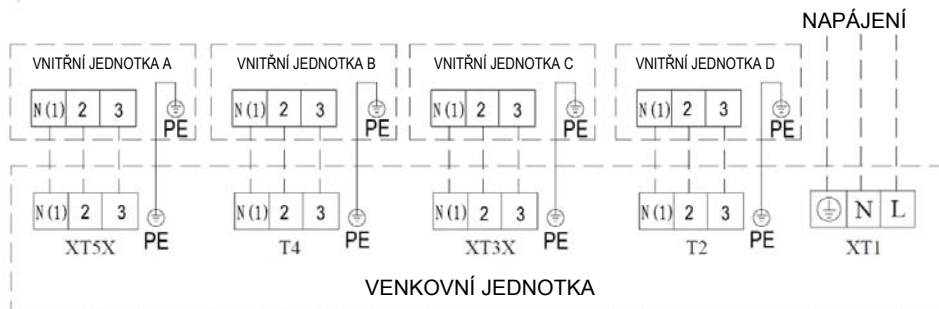 NAPÁJENÍ
VNITŘNÍ JEDNOTKA A VNITŘNÍ JEDNOTKA B VNITŘNÍ JEDNOTKA C VNITŘNÍ JEDNOTKA D
N (1) 2 3 PE N (1) 2 3 PE N (1) 2 3 PE N (1) 2 3 PE
N (1) 2 3 PE N (1) 2 3 PE N (1) 2 3 PE N (1) 2 3 PE N L
XT5X T4 XT3X T2 XT1
VENKOVNÍ JEDNOTKA